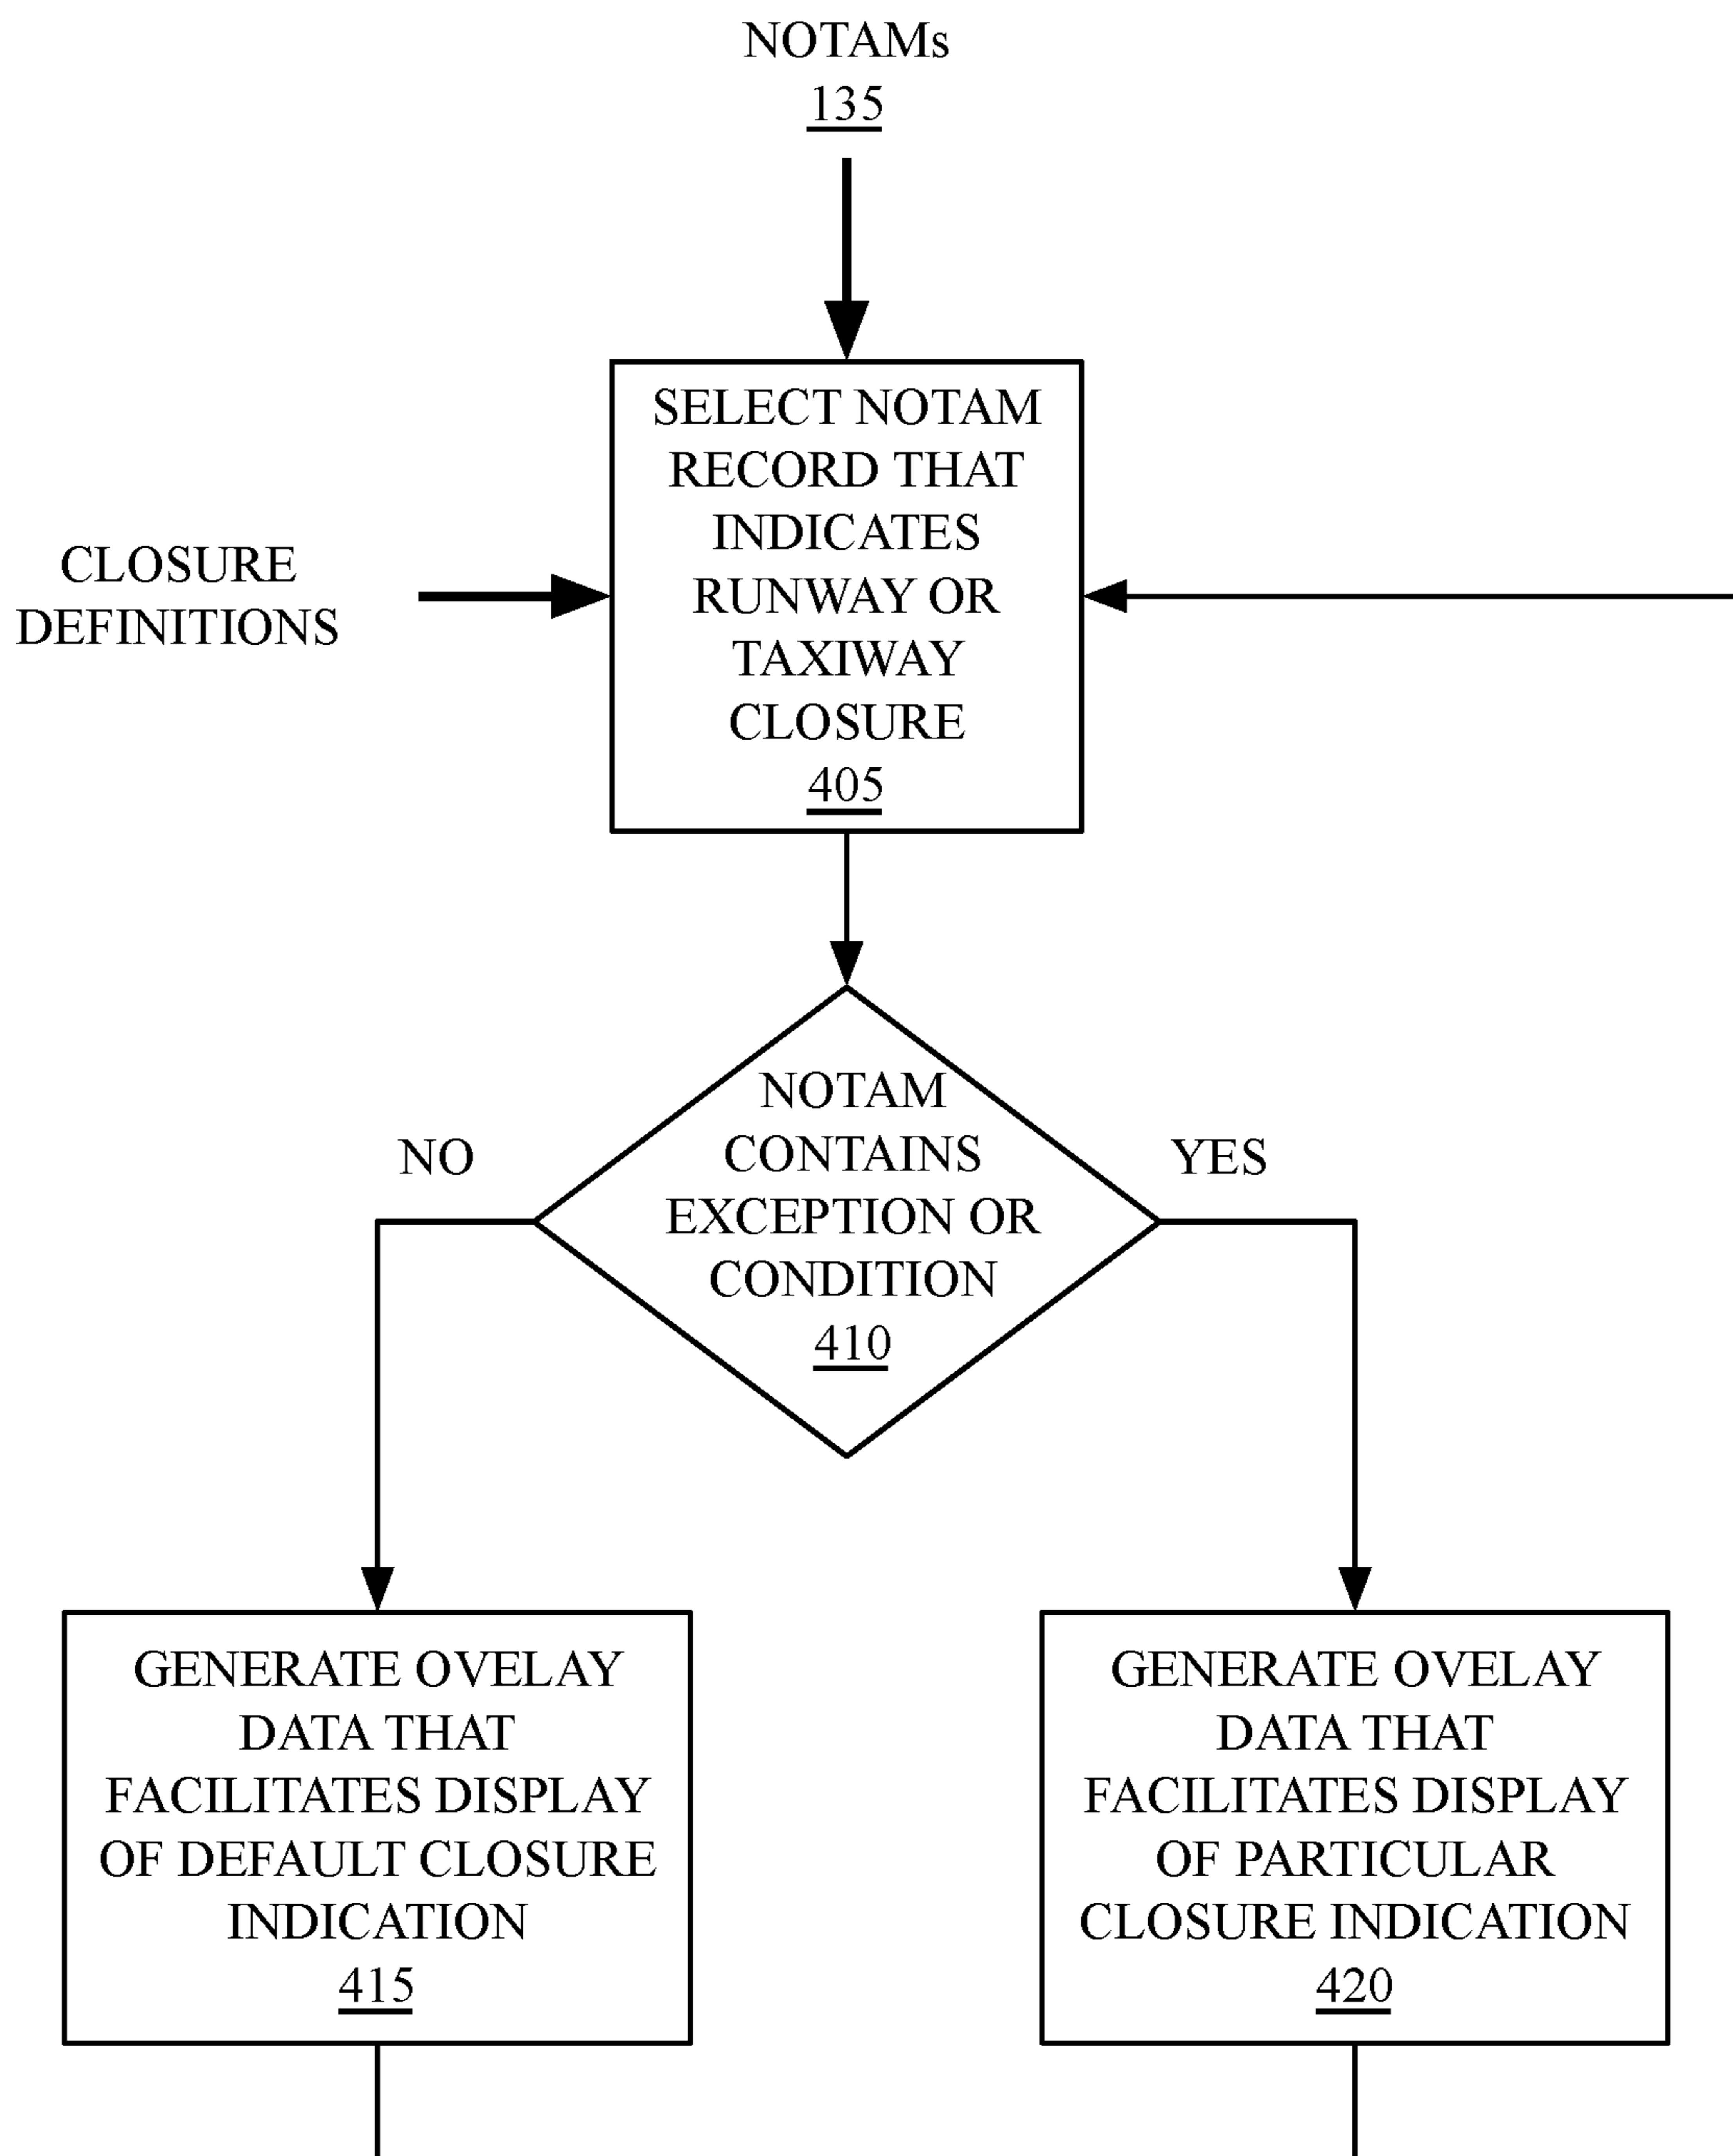 NOTAMs
135
SELECT NOTAM
RECORD THAT
INDICATES
RUNWAY OR
TAXIWAY
CLOSURE
405
CLOSURE
DEFINITIONS
NOTAM
CONTAINS
EXCEPTION OR
CONDITION
410
NO
YES
GENERATE OVELAY
DATA THAT
FACILITATES DISPLAY
OF DEFAULT CLOSURE
INDICATION
415
GENERATE OVELAY
DATA THAT
FACILITATES DISPLAY
OF PARTICULAR
CLOSURE INDICATION
420